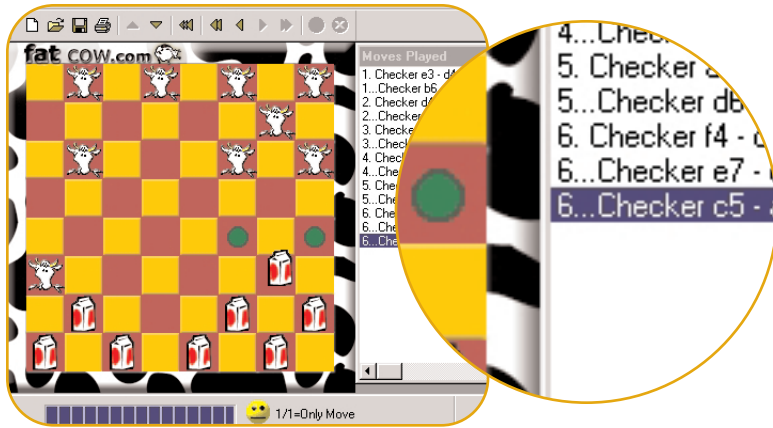 fat COW.com
Moves Played
1. Checker e3 - d4
1...Checker b6
2. Checker
2...Checker
3. Checke
3...Checke
4. Check
4...Che
5. Che
5...Che
6. Che
6...Che
6...Che
1/1=Only Move
4...Checker
5. Checker
5...Checker d6
6. Checker f4 -
6...Checker e7 -
6...Checker c5 -